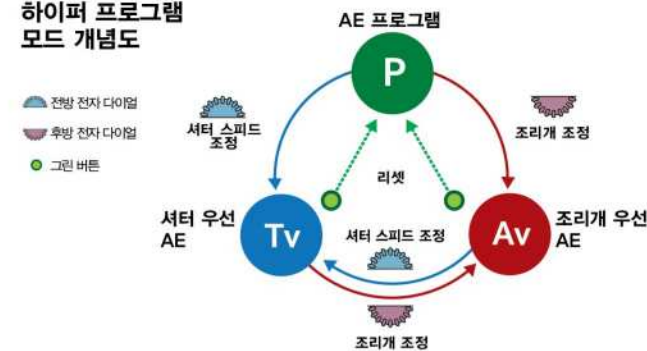 하이퍼 프로그램
모드 개념도
전방 전자 다이얼
후방 전자 다이얼
그린 버튼
AE 프로그램
P
셔터 스피드
조정
조리개 조정
리셋
셔터 우선
AE
Tv
셔터 스피드 조정
Av
조리개 우선
AE
조리개 조정